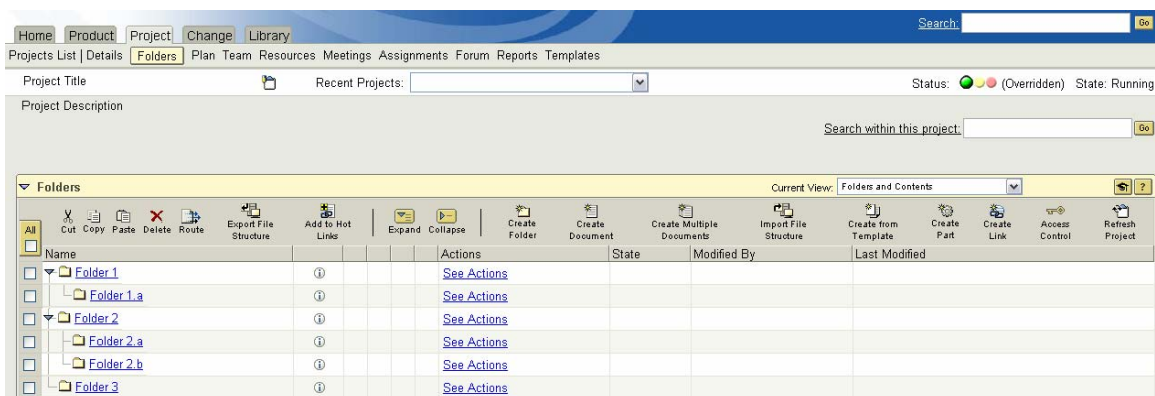 Search: Go
Home Product Project Change Library
Projects List | Details Folders Plan Team Resources Meetings Assignments Forum Reports Templates
Project Title Recent Projects: Status: (Overridden) State: Running
Project Description
Search within this project: Go
Folders Current View: Folders and Contents ?
All Cut Copy Paste Delete Route Export File Structure Add to Hot Links Expand Collapse Create Folder Create Document Create Multiple Documents Import File Structure Create from Template Create Part Create Link Access Control Refresh Project
Name Actions State Modified By Last Modified
Folder 1 See Actions
Folder 1.a See Actions
Folder 2 See Actions
Folder 2.a See Actions
Folder 2.b See Actions
Folder 3 See Actions